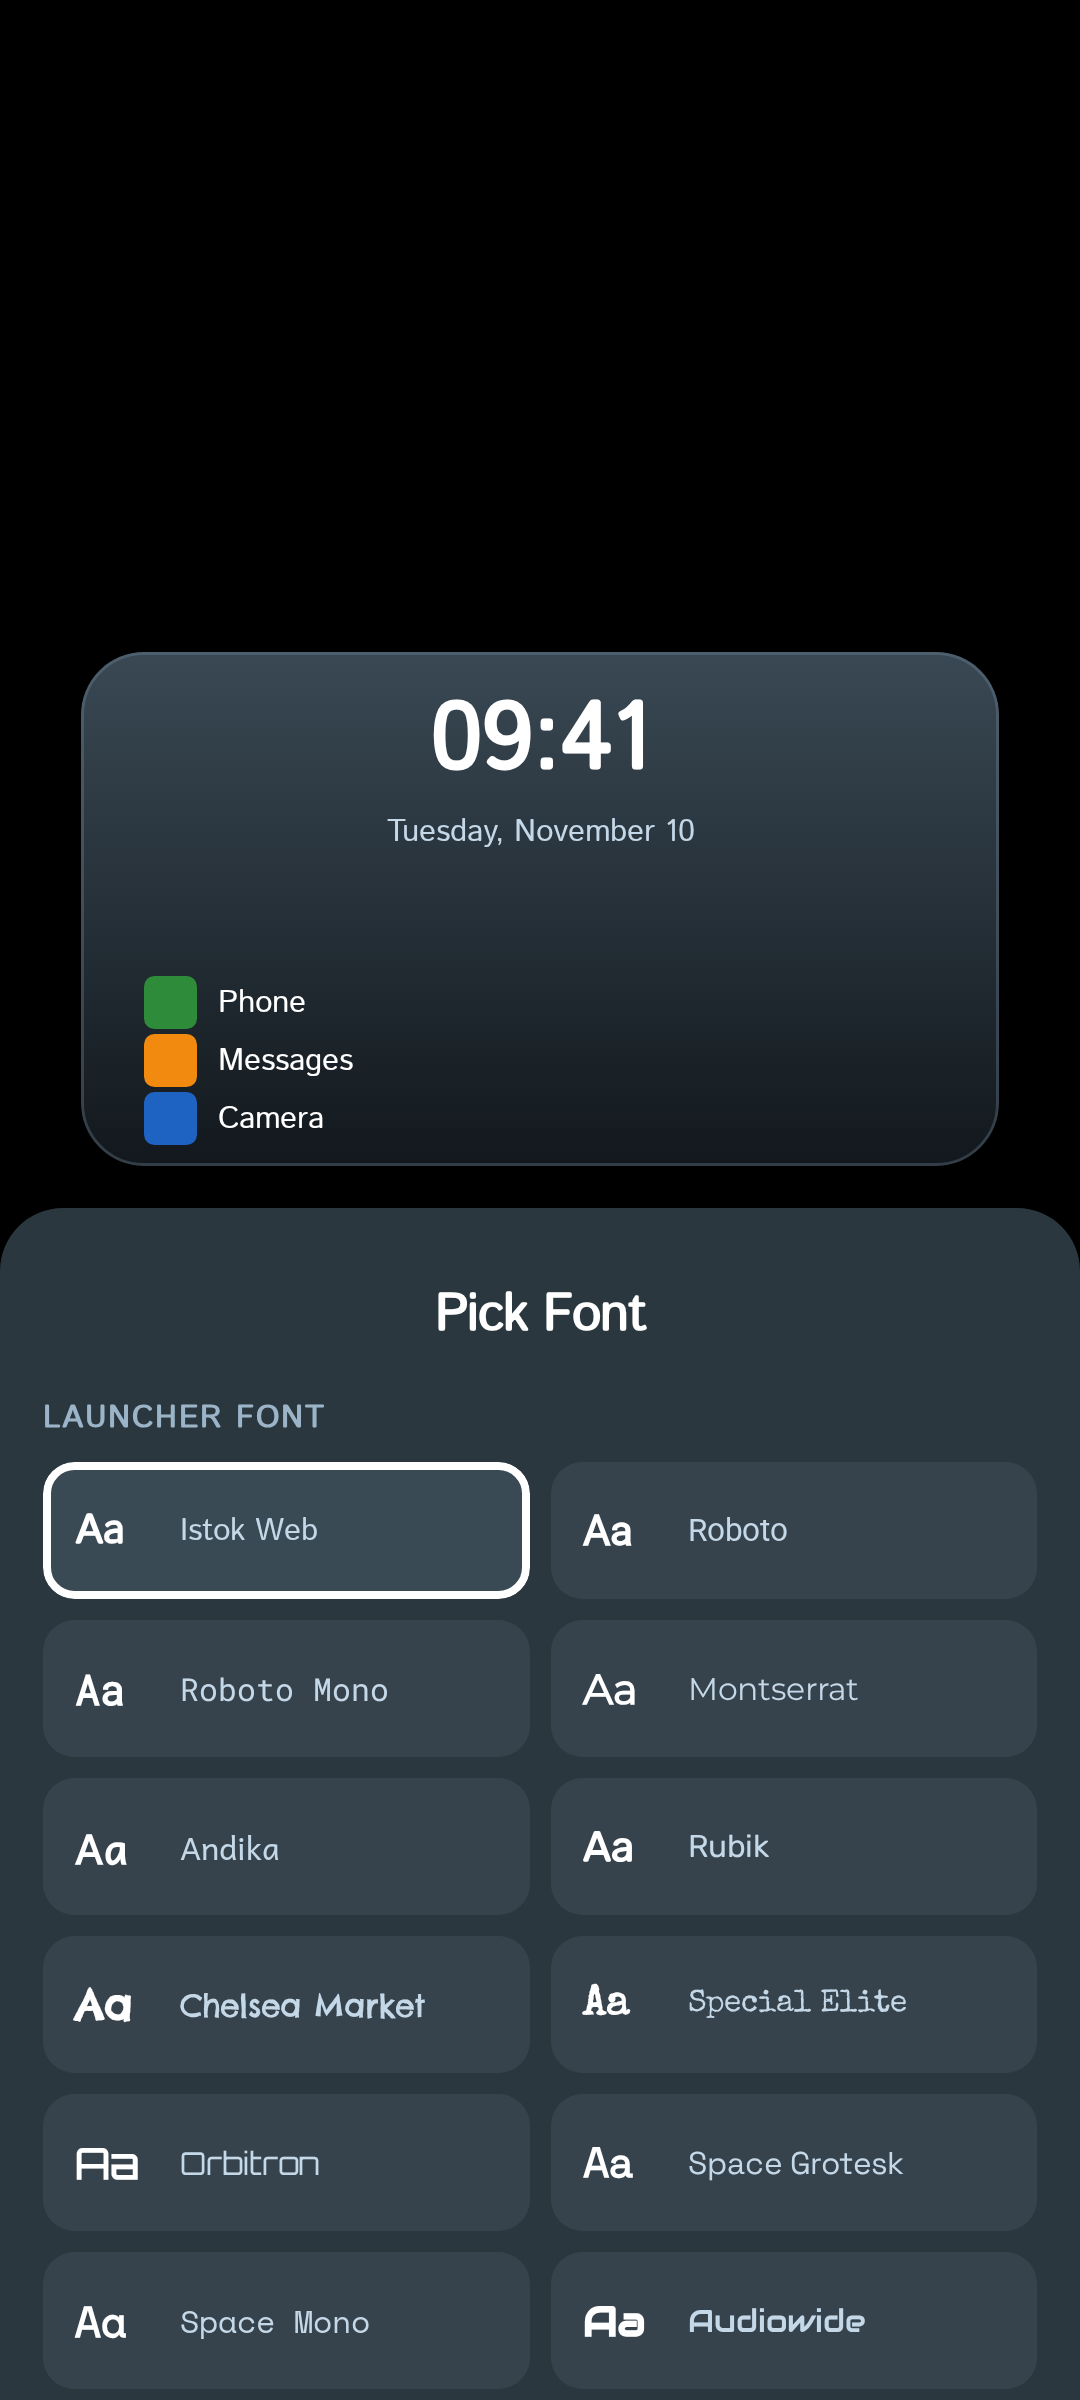 09:41
Tuesday, November 10
Phone
Messages
Camera
Pick Font
LAUNCHER FONT
Aa Istok Web
Aa Roboto
Aa Roboto Mono
Aa Montserrat
Aa Andika
Aa Rubik
Aa Chelsea Market
Aa Special Elite
Aa Orbitron
Aa Space Grotesk
Aa Space Mono
Aa Audiowide